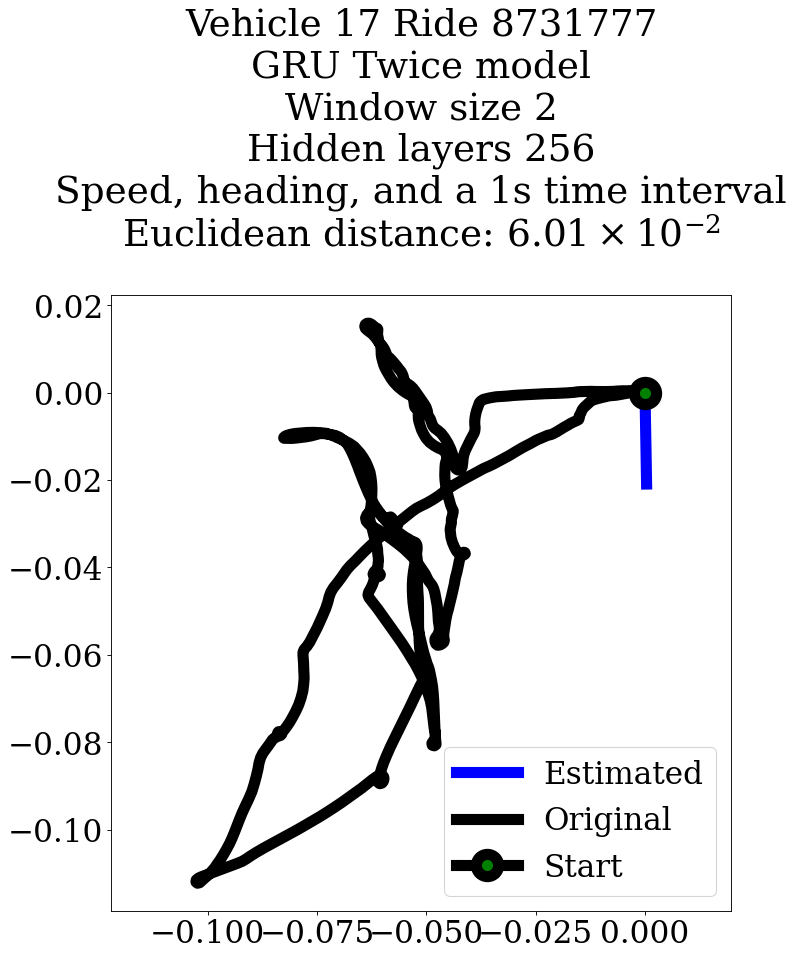 Vehicle 17 Ride 8731777
GRU Twice model
Window size 2
Hidden layers 256
Speed, heading, and a 1s time interval
Euclidean distance: 6.01 × 10⁻²
0.02
0.00
−0.02
−0.04
−0.06
−0.08
−0.10
Estimated
Original
Start
−0.100 −0.075 −0.050 −0.025 0.000